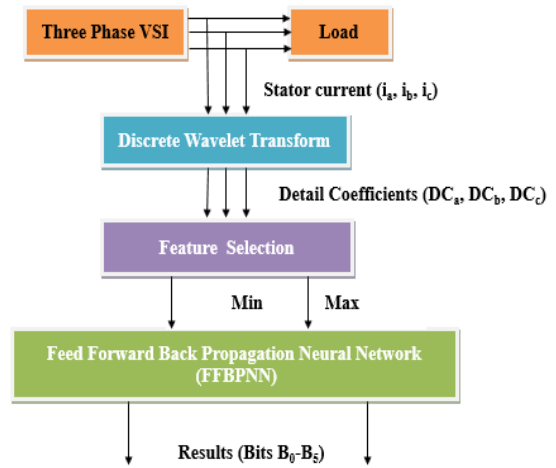 Three Phase VSI
Load
Stator current (ia, ib, ic)
Discrete Wavelet Transform
Detail Coefficients (DCa, DCb, DCc)
Feature Selection
Min
Max
Feed Forward Back Propagation Neural Network
(FFBPNN)
Results (Bits B0-B5)